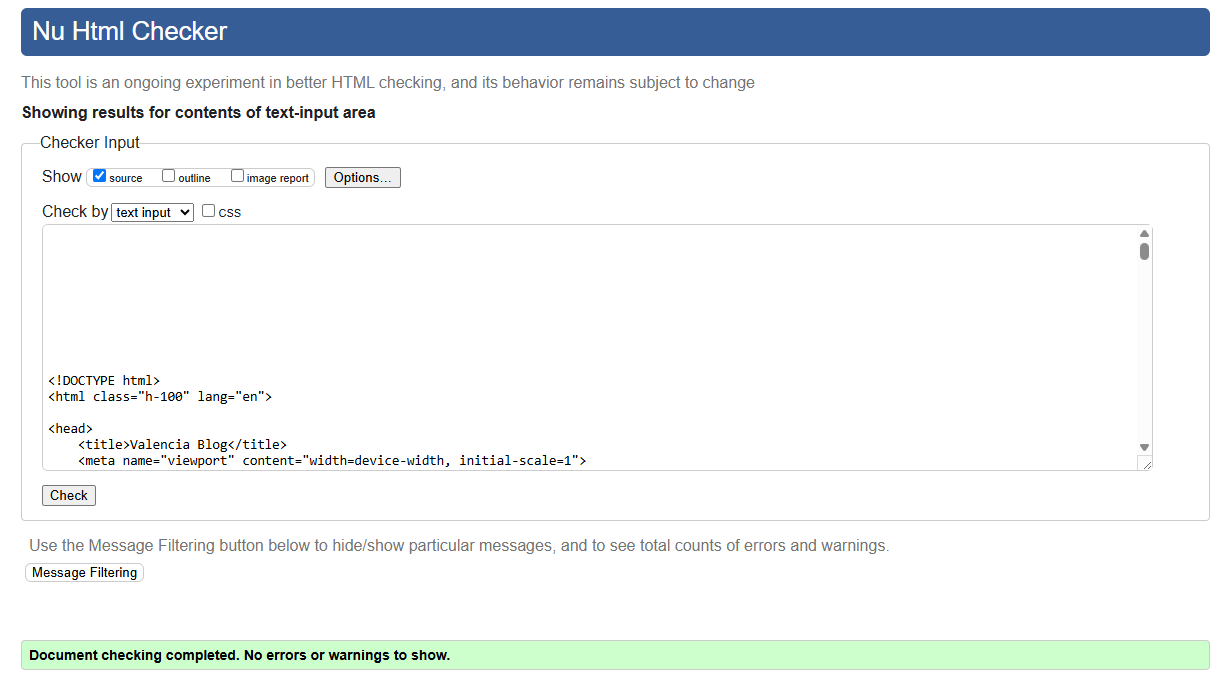 Nu Html Checker
This tool is an ongoing experiment in better HTML checking, and its behavior remains subject to change
Showing results for contents of text-input area
Checker Input
Show source outline image report Options...
Check by text input css
<!DOCTYPE html>
<html class="h-100" lang="en">
<head>
<title>Valencia Blog</title>
<meta name="viewport" content="width=device-width, initial-scale=1">
Check
Use the Message Filtering button below to hide/show particular messages, and to see total counts of errors and warnings.
Message Filtering
Document checking completed. No errors or warnings to show.